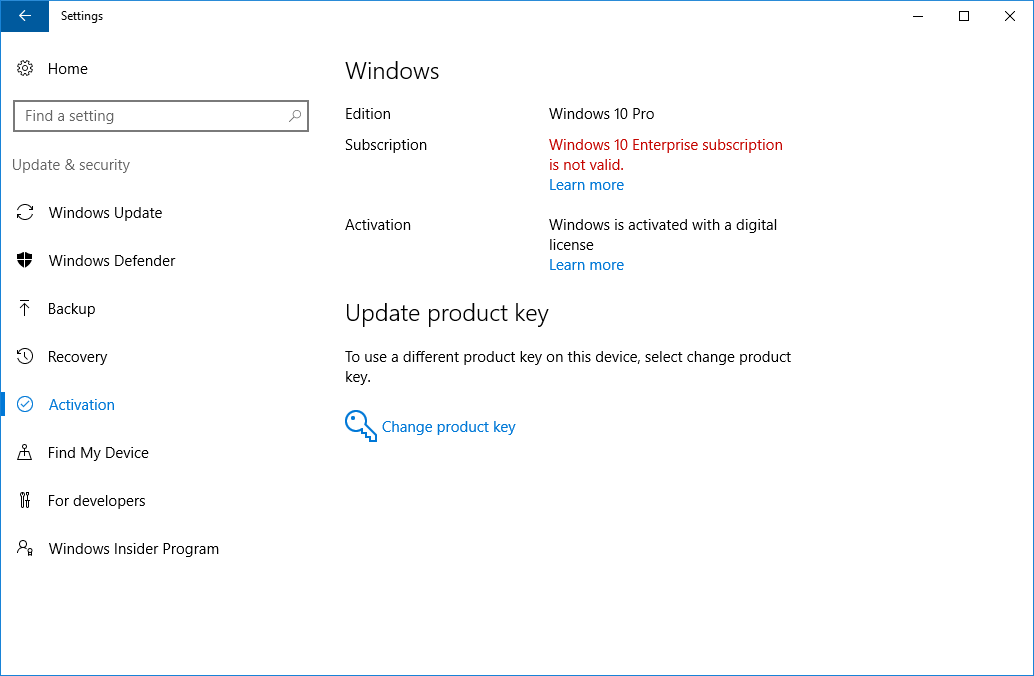 Settings
Home
Find a setting
Update & security
Windows Update
Windows Defender
Backup
Recovery
Activation
Find My Device
For developers
Windows Insider Program
Windows
Edition
Windows 10 Pro
Subscription
Windows 10 Enterprise subscription
is not valid.
Learn more
Activation
Windows is activated with a digital
license
Learn more
Update product key
To use a different product key on this device, select change product
key.
Change product key